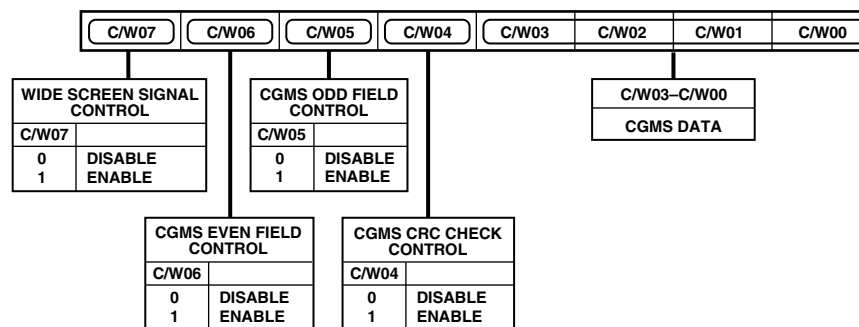 C/W07 C/W06 C/W05 C/W04 C/W03 C/W02 C/W01 C/W00
WIDE SCREEN SIGNAL
CONTROL
C/W07
0 DISABLE
1 ENABLE
CGMS ODD FIELD
CONTROL
C/W05
0 DISABLE
1 ENABLE
C/W03–C/W00
CGMS DATA
CGMS EVEN FIELD
CONTROL
C/W06
0 DISABLE
1 ENABLE
CGMS CRC CHECK
CONTROL
C/W04
0 DISABLE
1 ENABLE